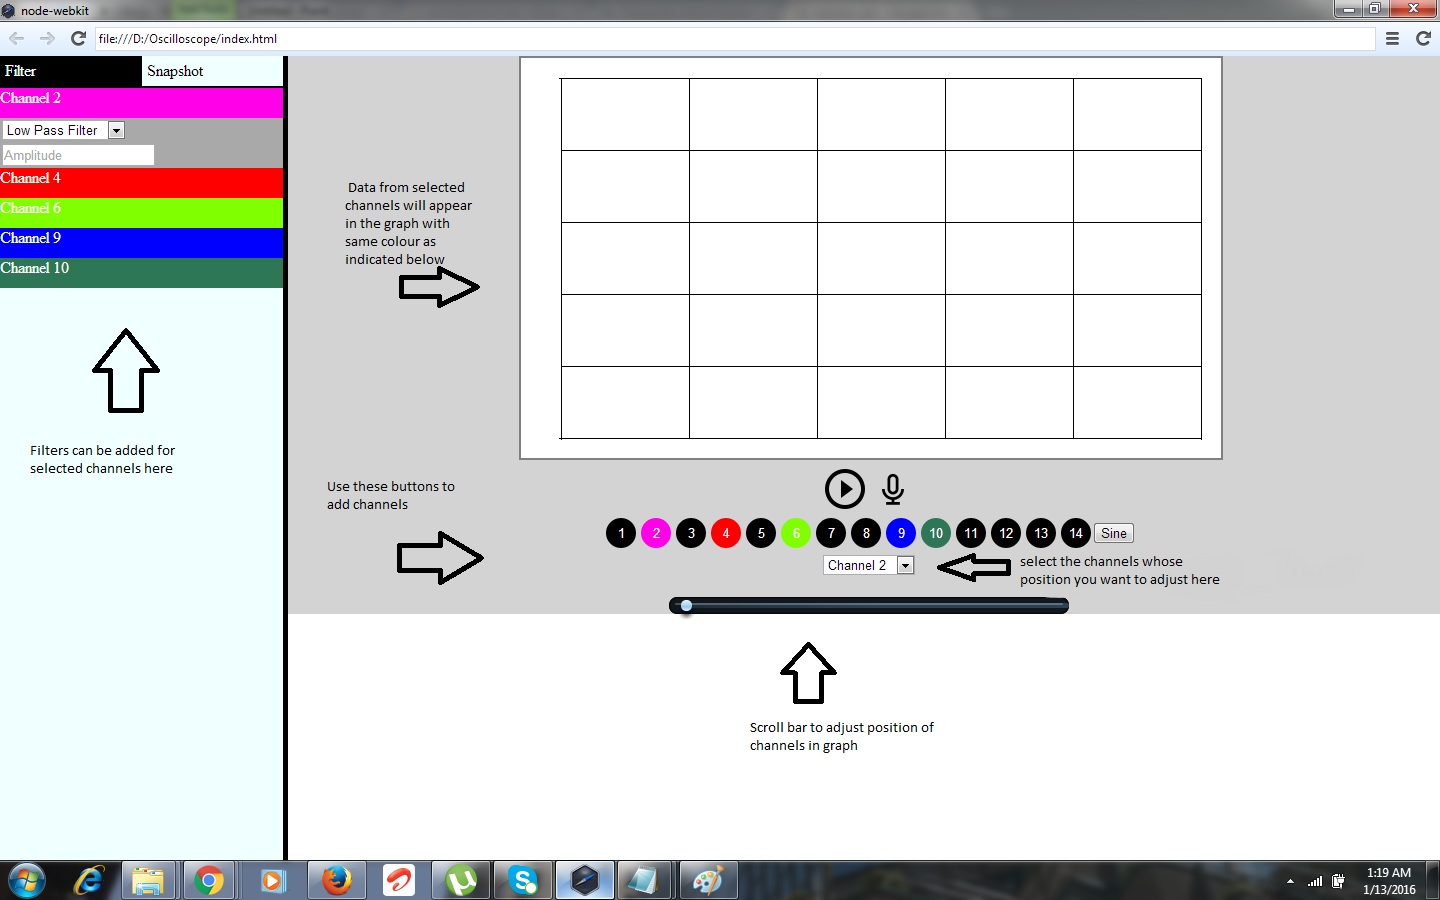 node-webkit
file:///D:/Oscilloscope/index.html
Filter
Snapshot
Channel 2
Low Pass Filter
Amplitude
Channel 4
Channel 6
Channel 9
Channel 10
Filters can be added for
selected channels here
Data from selected
channels will appear
in the graph with
same colour as
indicated below
Use these buttons to
add channels
1 2 3 4 5 6 7 8 9 10 11 12 13 14 Sine
Channel 2
select the channels whose
position you want to adjust here
Scroll bar to adjust position of
channels in graph
1:19 AM
1/13/2016